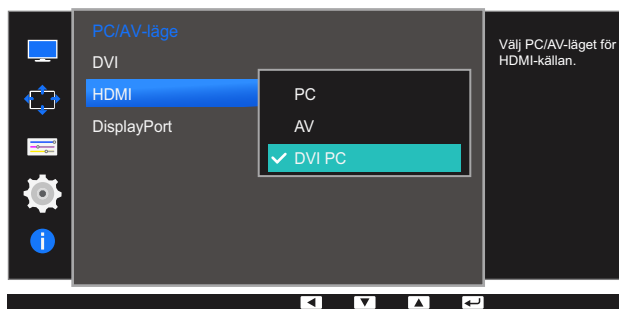 PC/AV-läge
DVI
HDMI
DisplayPort
PC
AV
DVI PC
Välj PC/AV-läget för
HDMI-källan.